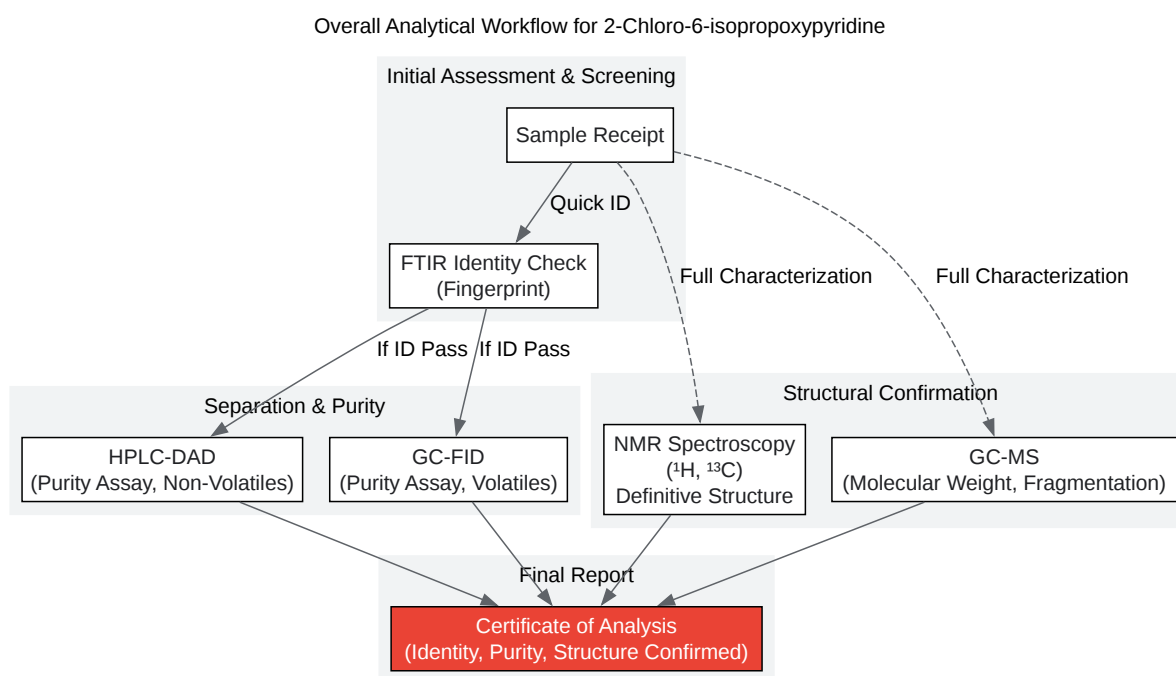 Overall Analytical Workflow for 2-Chloro-6-isopropoxypyridine
Initial Assessment & Screening
Sample Receipt
Quick ID
FTIR Identity Check
(Fingerprint)
Full Characterization
Full Characterization
If ID Pass
If ID Pass
Separation & Purity
Structural Confirmation
HPLC-DAD
(Purity Assay, Non-Volatiles)
GC-FID
(Purity Assay, Volatiles)
NMR Spectroscopy
(¹H, ¹³C)
Definitive Structure
GC-MS
(Molecular Weight, Fragmentation)
Final Report
Certificate of Analysis
(Identity, Purity, Structure Confirmed)